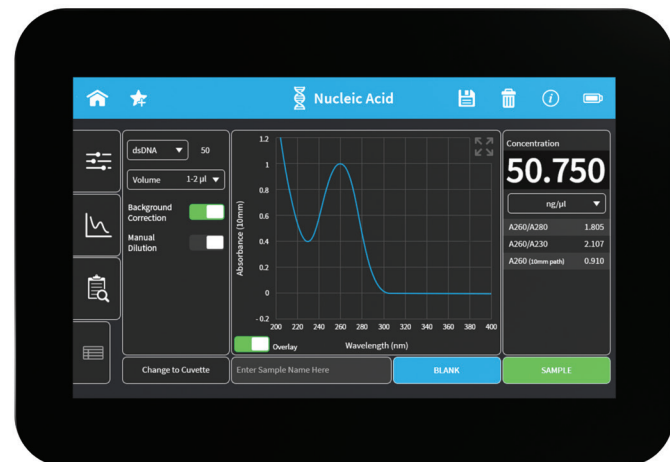 Nucleic Acid
dsDNA 50
Volume 1-2 µl
Background
Correction
Manual
Dilution
Change to Cuvette
Absorbance (10mm)
1.2
1
0.8
0.6
0.4
0.2
0
-0.2
200 220 240 260 280 300 320 340 360 380 400
Overlay
Wavelength (nm)
Enter Sample Name Here
BLANK
Concentration
50.750
ng/µl
A260/A280 1.805
A260/A230 2.107
A260 (10mm path) 0.910
SAMPLE